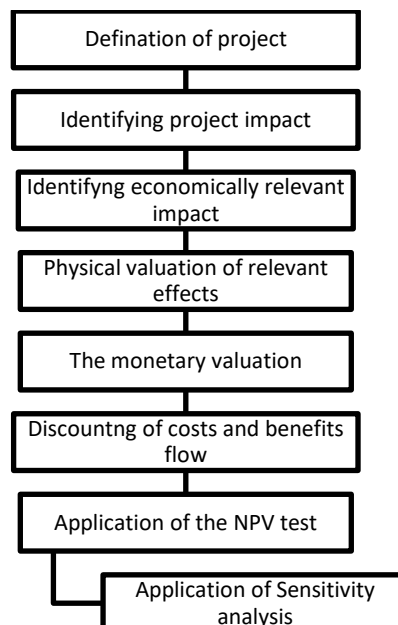 Defination of project
Identifying project impact
Identifyng economically relevant
impact
Physical valuation of relevant
effects
The monetary valuation
Discountng of costs and benefits
flow
Application of the NPV test
Application of Sensitivity
analysis